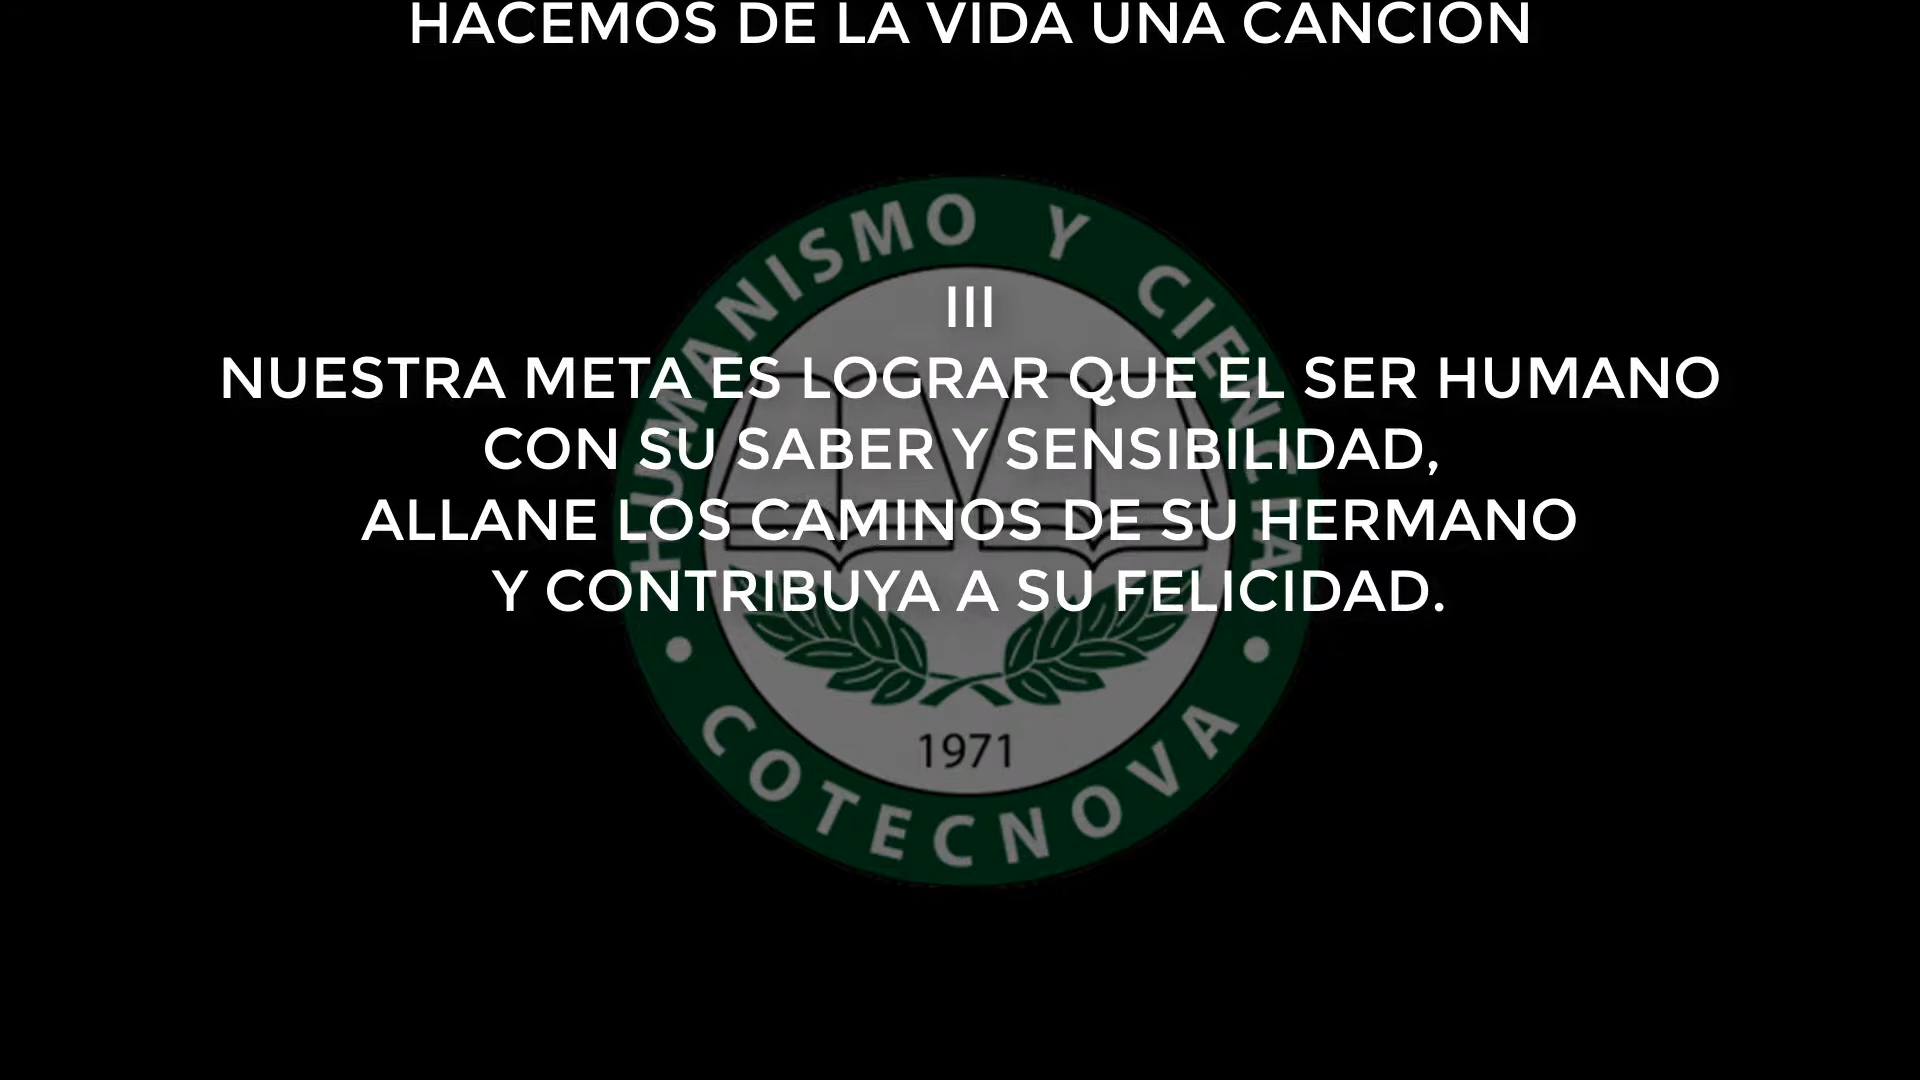 HACEMOS DE LA VIDA UNA CANCION
HUMANISMO Y CIENCIA
III
NUESTRA META ES LOGRAR QUE EL SER HUMANO
CON SU SABER Y SENSIBILIDAD,
ALLANE LOS CAMINOS DE SU HERMANO
Y CONTRIBUYA A SU FELICIDAD.
1971
COTECNOVA